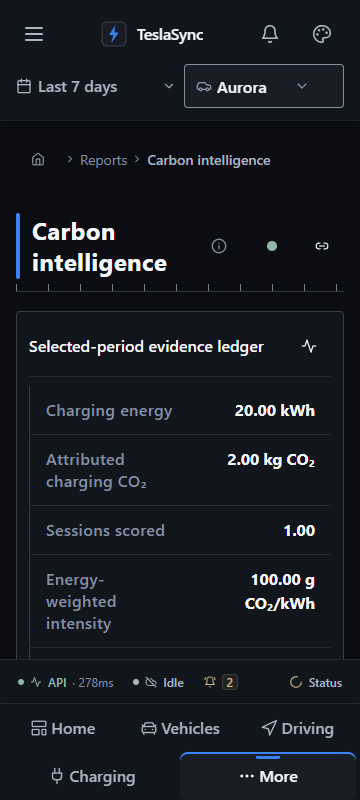 TeslaSync
Last 7 days
Aurora
Reports
Carbon intelligence
Carbon
intelligence
Selected-period evidence ledger
Charging energy
20.00 kWh
Attributed
charging CO₂
2.00 kg CO₂
Sessions scored
1.00
Energy-
weighted
intensity
100.00 g
CO₂/kWh
API · 278ms
Idle
2
Status
Home
Vehicles
Driving
Charging
More